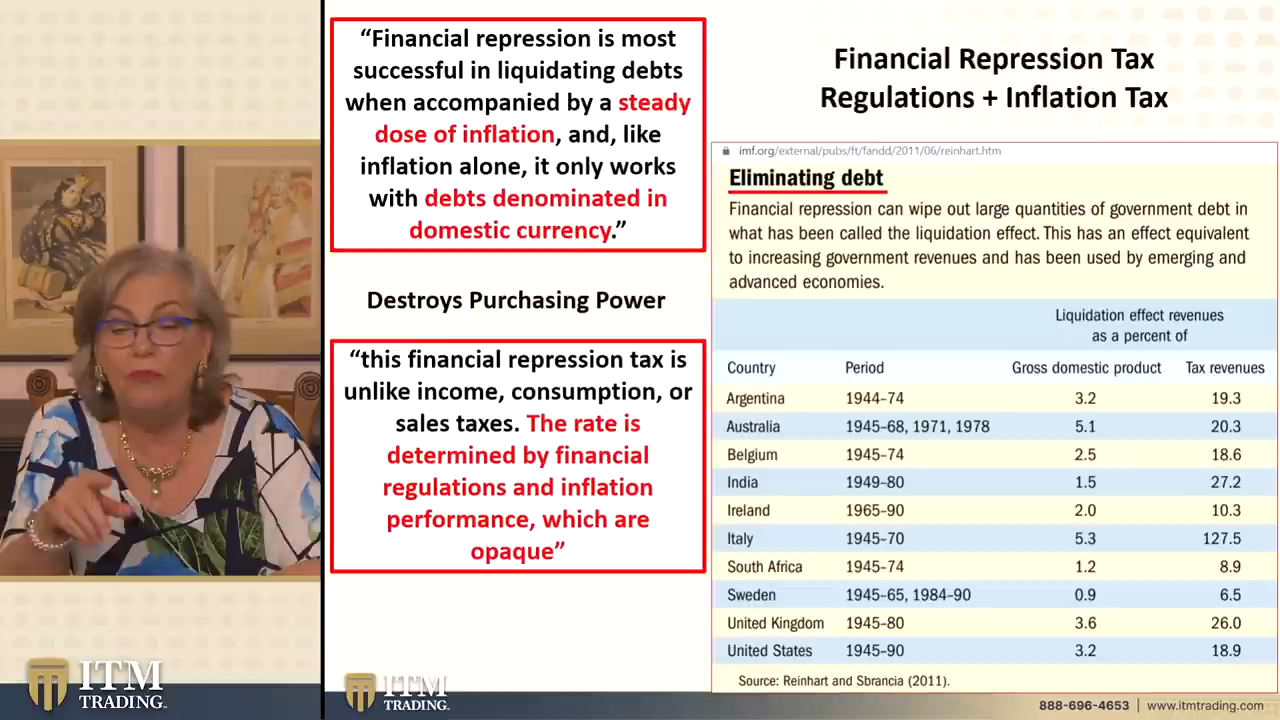 “Financial repression is most
successful in liquidating debts
when accompanied by a steady
dose of inflation, and, like
inflation alone, it only works
with debts denominated in
domestic currency.”
Destroys Purchasing Power
“this financial repression tax is
unlike income, consumption, or
sales taxes. The rate is
determined by financial
regulations and inflation
performance, which are
opaque”
Financial Repression Tax
Regulations + Inflation Tax
imf.org/external/pubs/ft/fandd/2011/06/reinhart.htm
Eliminating debt
Financial repression can wipe out large quantities of government debt in
what has been called the liquidation effect. This has an effect equivalent
to increasing government revenues and has been used by emerging and
advanced economies.
Liquidation effect revenues
as a percent of
Country Period Gross domestic product Tax revenues
Argentina 1944–74 3.2 19.3
Australia 1945–68, 1971, 1978 5.1 20.3
Belgium 1945–74 2.5 18.6
India 1949–80 1.5 27.2
Ireland 1965–90 2.0 10.3
Italy 1945–70 5.3 127.5
South Africa 1945–74 1.2 8.9
Sweden 1945–65, 1984–90 0.9 6.5
United Kingdom 1945–80 3.6 26.0
United States 1945–90 3.2 18.9
Source: Reinhart and Sbrancia (2011).
ITM
TRADING
ITM
TRADING
888-696-4653 | www.itmtrading.com